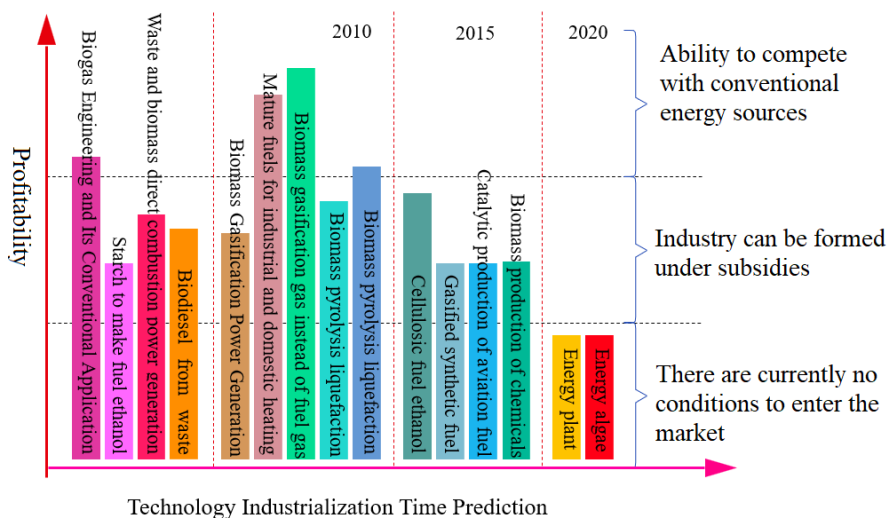 2010
2015
2020
Profitability
Biogas Engineering and Its Conventional Application
Starch to make fuel ethanol
Waste and biomass direct combustion power generation
Biodiesel from waste
Biomass Gasification Power Generation
Mature fuels for industrial and domestic heating
Biomass gasification gas instead of fuel gas
Biomass pyrolysis liquefaction
Biomass pyrolysis liquefaction
Cellulosic fuel ethanol
Gasified synthetic fuel
Catalytic production of aviation fuel
Biomass production of chemicals
Energy plant
Energy algae
Ability to compete
with conventional
energy sources
Industry can be formed
under subsidies
There are currently no
conditions to enter the
market
Technology Industrialization Time Prediction